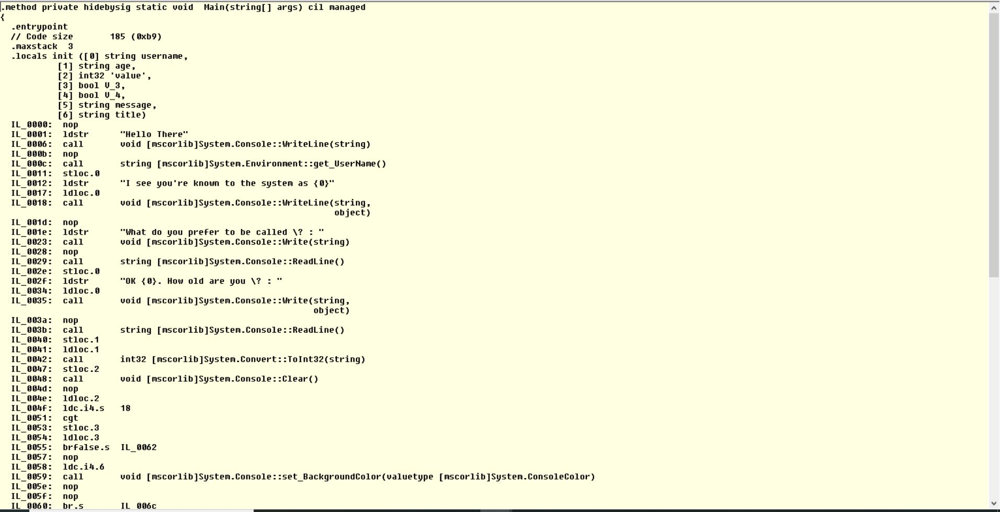 .method private hidebysig static void  Main(string[] args) cil managed
{
  .entrypoint
  // Code size       185 (0xb9)
  .maxstack  3
  .locals init ([0] string username,
           [1] string age,
           [2] int32 'value',
           [3] bool V_3,
           [4] bool V_4,
           [5] string message,
           [6] string title)
  IL_0000:  nop
  IL_0001:  ldstr      "Hello There"
  IL_0006:  call       void [mscorlib]System.Console::WriteLine(string)
  IL_000b:  nop
  IL_000c:  call       string [mscorlib]System.Environment::get_UserName()
  IL_0011:  stloc.0
  IL_0012:  ldstr      "I see you're known to the system as {0}"
  IL_0017:  ldloc.0
  IL_0018:  call       void [mscorlib]System.Console::WriteLine(string,
                                                                object)
  IL_001d:  nop
  IL_001e:  ldstr      "What do you prefer to be called \? : "
  IL_0023:  call       void [mscorlib]System.Console::Write(string)
  IL_0028:  nop
  IL_0029:  call       string [mscorlib]System.Console::ReadLine()
  IL_002e:  stloc.0
  IL_002f:  ldstr      "OK {0}. How old are you \? : "
  IL_0034:  ldloc.0
  IL_0035:  call       void [mscorlib]System.Console::Write(string,
                                                            object)
  IL_003a:  nop
  IL_003b:  call       string [mscorlib]System.Console::ReadLine()
  IL_0040:  stloc.1
  IL_0041:  ldloc.1
  IL_0042:  call       int32 [mscorlib]System.Convert::ToInt32(string)
  IL_0047:  stloc.2
  IL_0048:  call       void [mscorlib]System.Console::Clear()
  IL_004d:  nop
  IL_004e:  ldloc.2
  IL_004f:  ldc.i4.s   18
  IL_0051:  cgt
  IL_0053:  stloc.3
  IL_0054:  ldloc.3
  IL_0055:  brfalse.s  IL_0062
  IL_0057:  nop
  IL_0058:  ldc.i4.6
  IL_0059:  call       void [mscorlib]System.Console::set_BackgroundColor(valuetype [mscorlib]System.ConsoleColor)
  IL_005e:  nop
  IL_005f:  nop
  IL_0060:  br.s       IL_006c